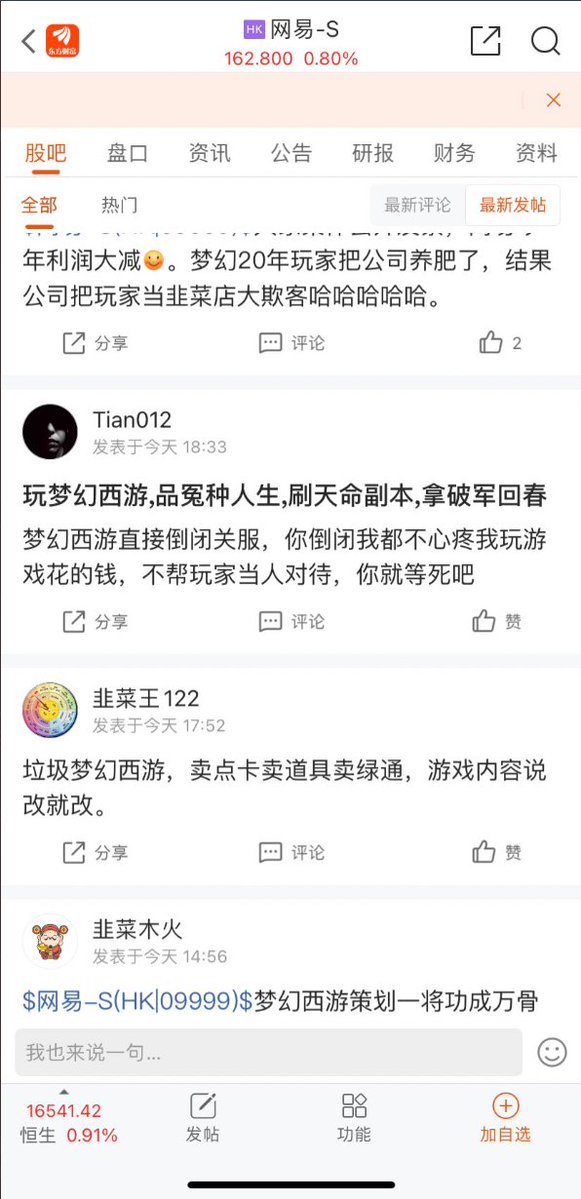 东方财富
HK 网易-S
162.800 0.80%
股吧 盘口 资讯 公告 研报 财务 资料
全部 热门 最新评论 最新发帖
年利润大减。梦幻20年玩家把公司养肥了，结果
公司把玩家当韭菜店大欺客哈哈哈哈哈。
分享 评论 2
Tian012
发表于今天 18:33
玩梦幻西游,品冤种人生,刷天命副本,拿破军回春
梦幻西游直接倒闭关服，你倒闭我都不心疼我玩游
戏花的钱，不帮玩家当人对待，你就等死吧
分享 评论 赞
韭菜王122
发表于今天 17:52
垃圾梦幻西游，卖点卡卖道具卖绿通，游戏内容说
改就改。
分享 评论 赞
韭菜木火
发表于今天 14:56
$网易-S(HK|09999)$梦幻西游策划一将功成万骨
我也来说一句...
16541.42
恒生 0.91%
发帖
功能
加自选